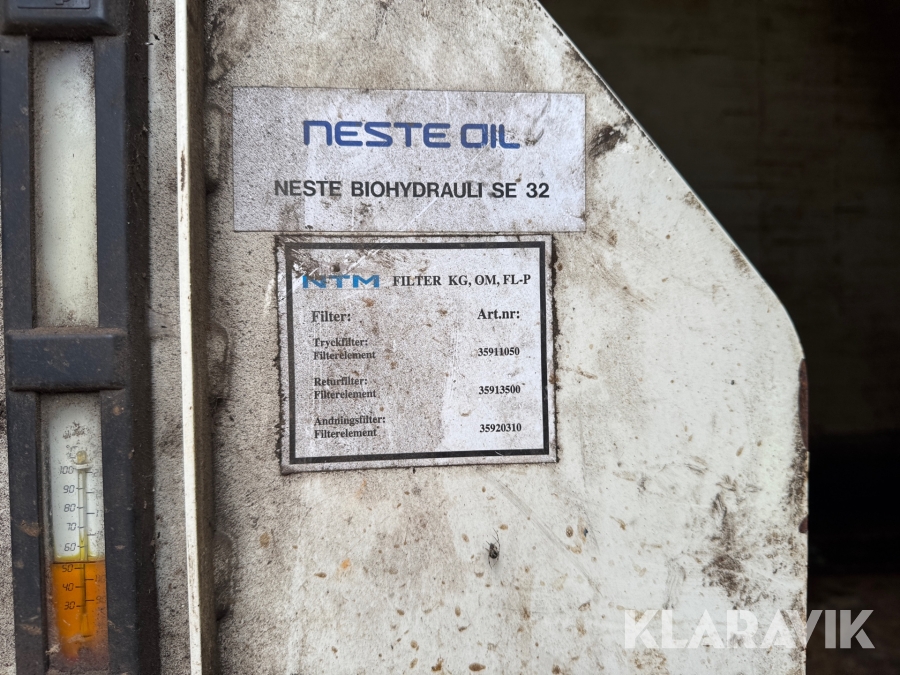 NESTE OIL
NESTE BIOHYDRAULI SE 32
NTM FILTER KG, OM, FL-P
Filter: Art.nr:
Tryckfilter:
Filterelement 35911050
Returfilter:
Filterelement 35913500
Andningsfilter:
Filterelement 35920310
100
90
80
70
60
50
40
30
KLARAVIK